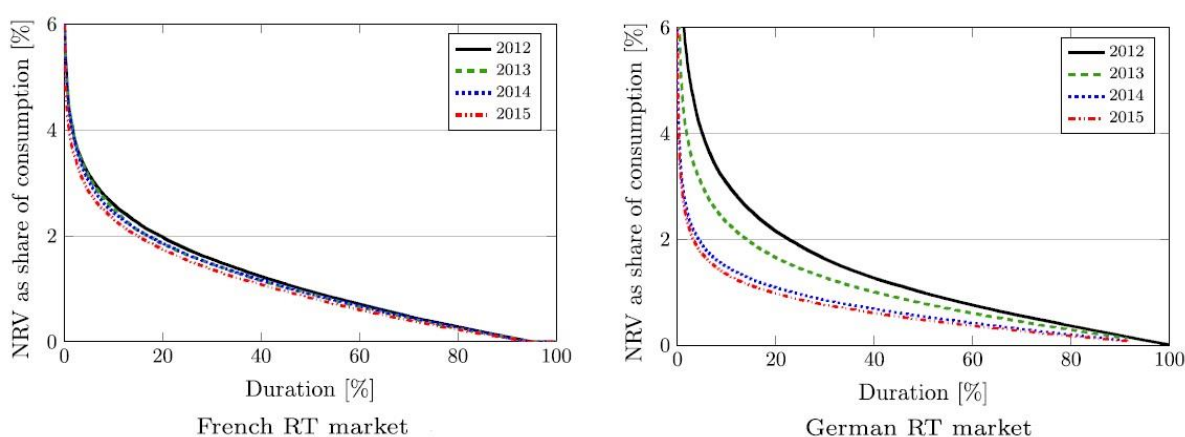 NRV as share of consumption [%]
6
4
2
0
0 20 40 60 80 100
2012
2013
2014
2015
Duration [%]
French RT market
NRV as share of consumption [%]
6
4
2
0
0 20 40 60 80 100
2012
2013
2014
2015
Duration [%]
German RT market